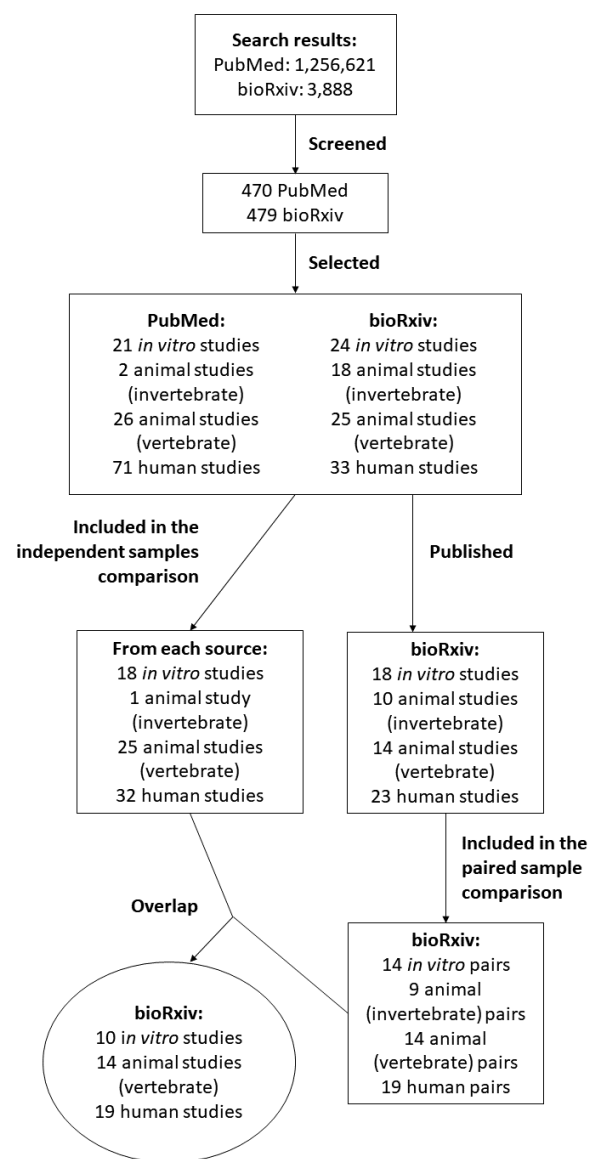 Search results:
PubMed: 1,256,621
bioRxiv: 3,888
Screened
470 PubMed
479 bioRxiv
Selected
PubMed:
21 in vitro studies
2 animal studies
(invertebrate)
26 animal studies
(vertebrate)
71 human studies
bioRxiv:
24 in vitro studies
18 animal studies
(invertebrate)
25 animal studies
(vertebrate)
33 human studies
Included in the
independent samples
comparison
Published
From each source:
18 in vitro studies
1 animal study
(invertebrate)
25 animal studies
(vertebrate)
32 human studies
bioRxiv:
18 in vitro studies
10 animal studies
(invertebrate)
14 animal studies
(vertebrate)
23 human studies
Included in the
paired sample
comparison
Overlap
bioRxiv:
14 in vitro pairs
9 animal
(invertebrate) pairs
14 animal
(vertebrate) pairs
19 human pairs
bioRxiv:
10 in vitro studies
14 animal studies
(vertebrate)
19 human studies